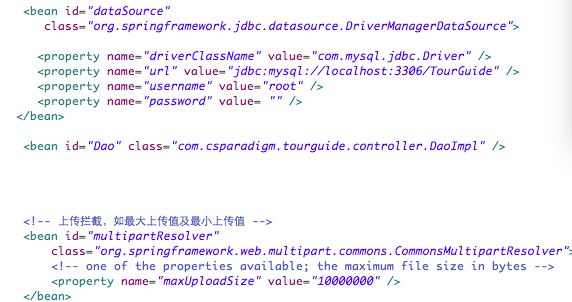 <bean id="dataSource"
class="org.springframework.jdbc.datasource.DriverManagerDataSource">
<property name="driverClassName" value="com.mysql.jdbc.Driver" />
<property name="url" value="jdbc:mysql://localhost:3306/TourGuide" />
<property name="username" value="root" />
<property name="password" value= "" />
</bean>
<bean id="Dao" class="com.csparadigm.tourguide.controller.DaoImpl" />
<!-- 上传拦截，如最大上传值及最小上传值 -->
<bean id="multipartResolver"
class="org.springframework.web.multipart.commons.CommonsMultipartResolver">
<!-- one of the properties available; the maximum file size in bytes -->
<property name="maxUploadSize" value="10000000" />
</bean>